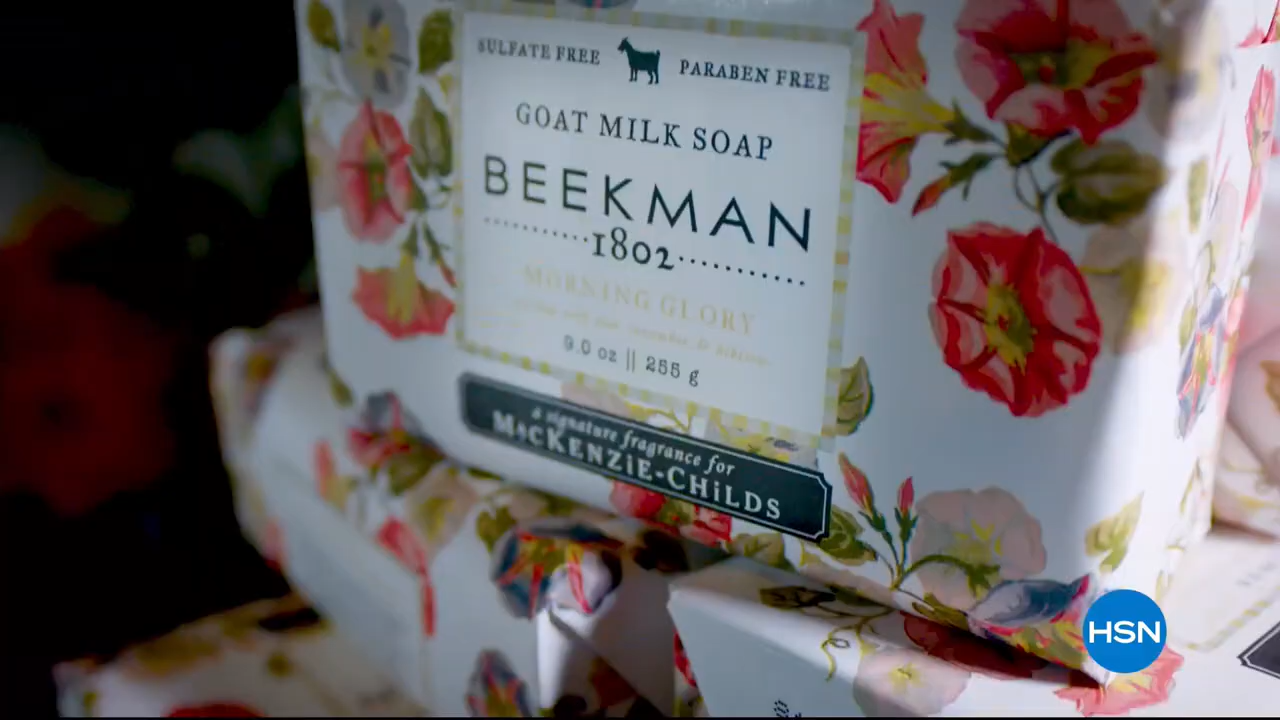 SULFATE FREE PARABEN FREE
GOAT MILK SOAP
BEEKMAN
1802
MORNING GLORY
9.0 oz || 255 g
a signature fragrance for
MacKENZiE-CHiLDS
HSN